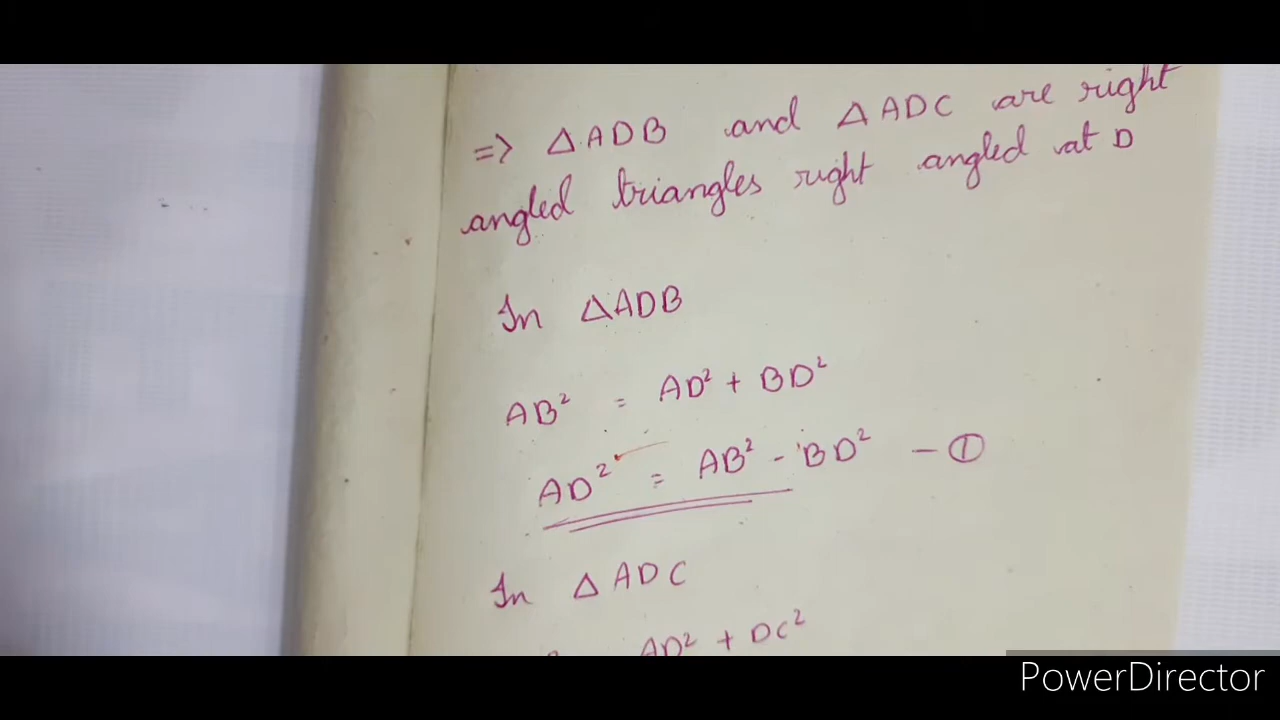 => △ADB and △ADC are right
angled triangles right angled at D
In △ADB
AB² = AD² + BD²
AD² = AB² - BD² - ①
In △ADC
AD² + DC²
PowerDirector